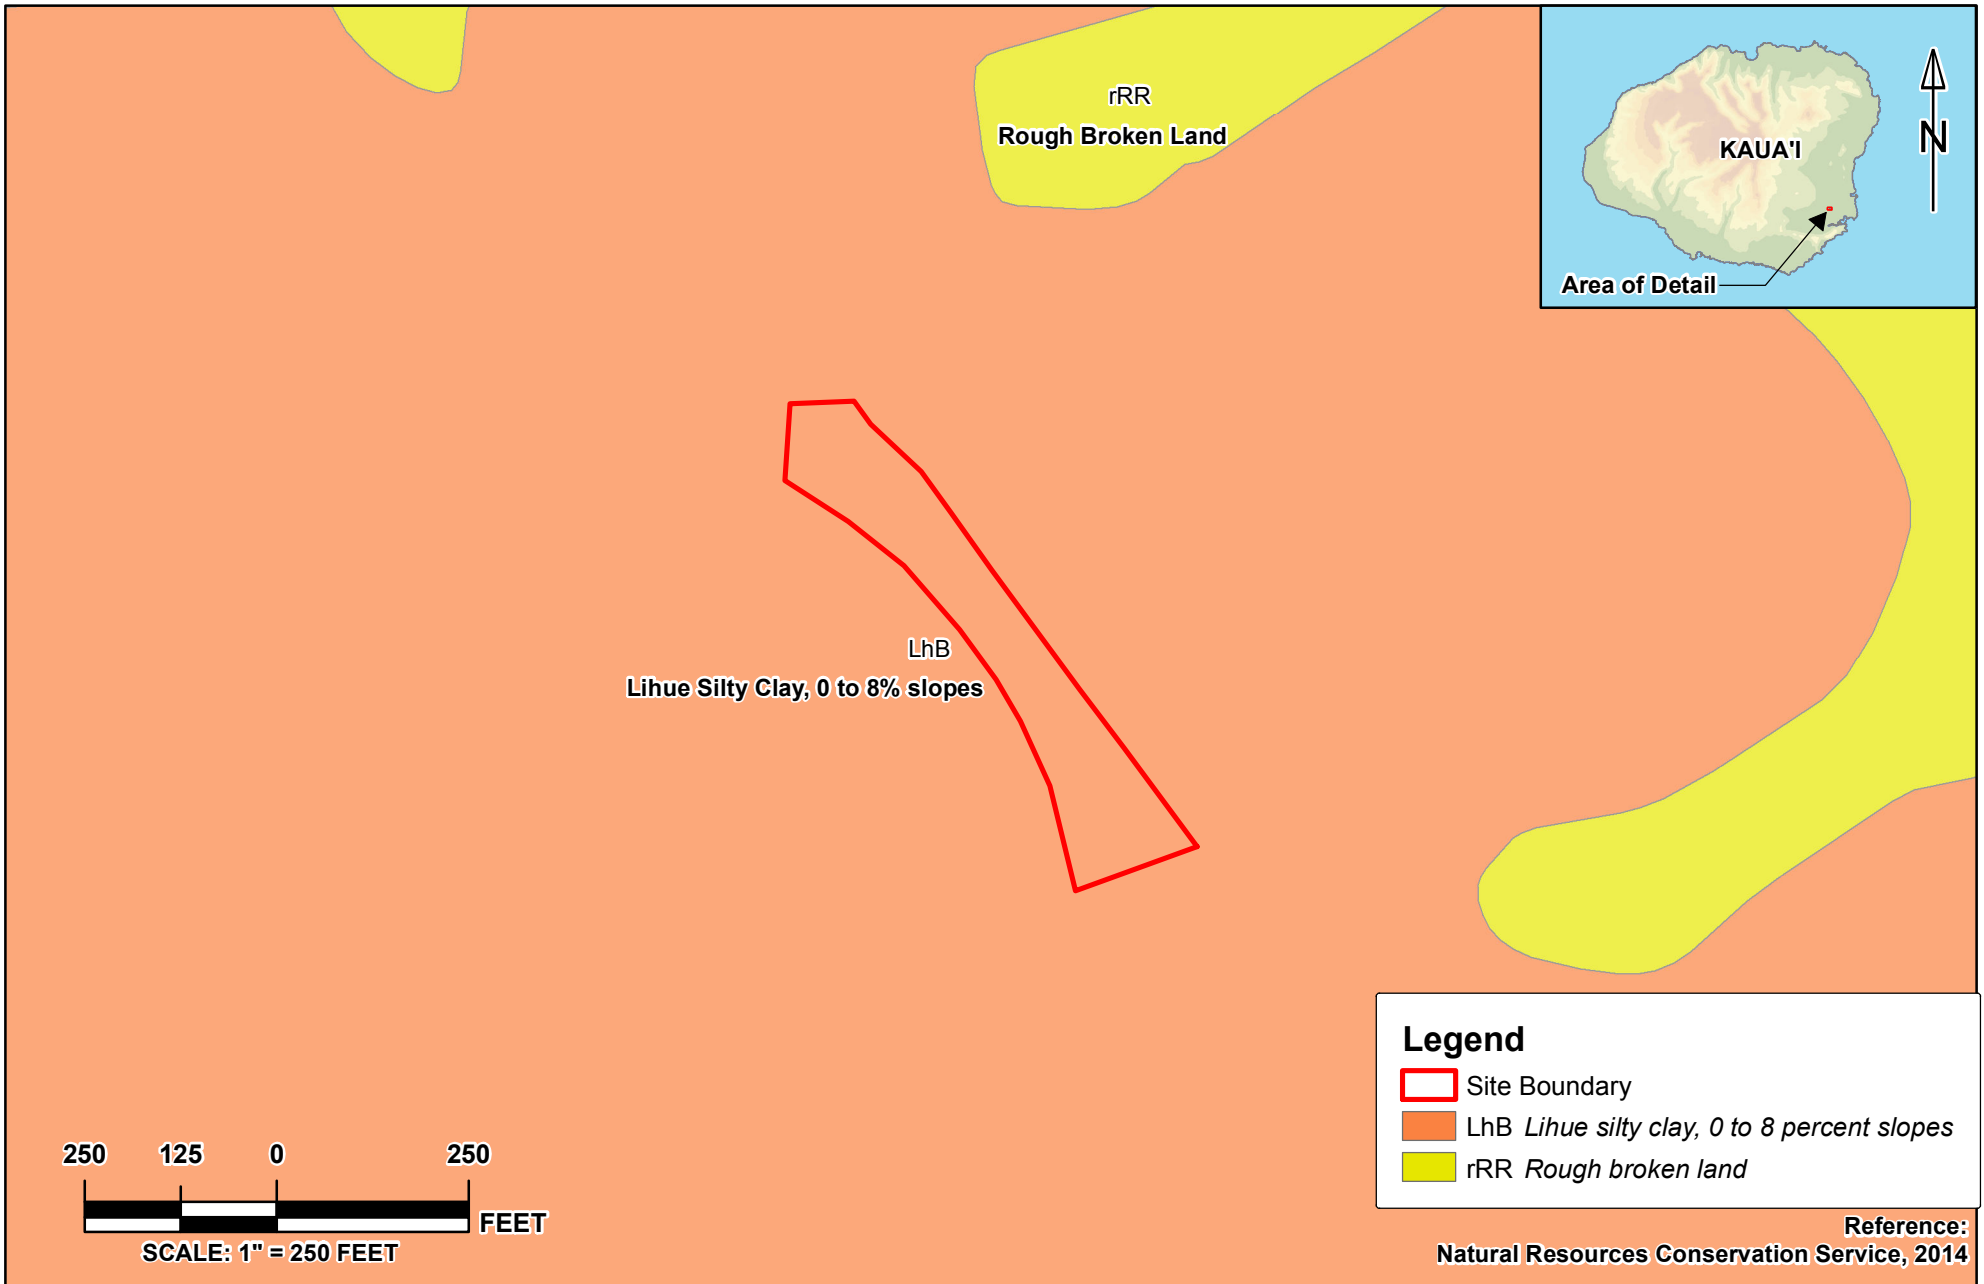 rRR
Rough Broken Land
KAUA'I
N
Area of Detail
LhB
Lihue Silty Clay, 0 to 8% slopes
Legend
Site Boundary
LhB Lihue silty clay, 0 to 8 percent slopes
rRR Rough broken land
250 125 0 250
FEET
SCALE: 1" = 250 FEET
Reference:
Natural Resources Conservation Service, 2014